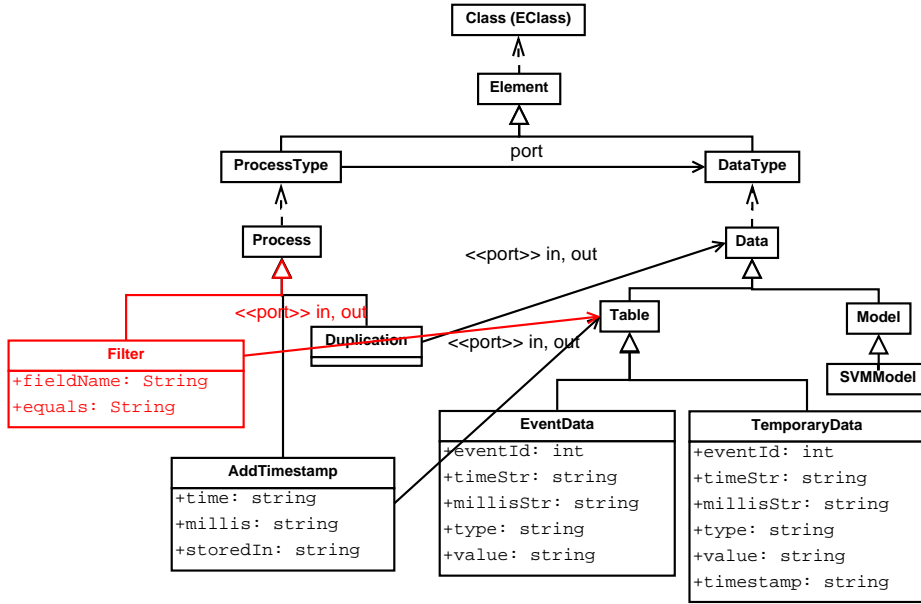 Class (EClass)
Element
port
ProcessType
DataType
Process
Data
<<port>> in, out
<<port>> in, out
Table
Model
Duplication
<<port>> in, out
Filter
+fieldName: String
+equals: String
SVMModel
EventData
+eventId: int
+timeStr: string
+millisStr: string
+type: string
+value: string
TemporaryData
+eventId: int
+timeStr: string
+millisStr: string
+type: string
+value: string
+timestamp: string
AddTimestamp
+time: string
+millis: string
+storedIn: string